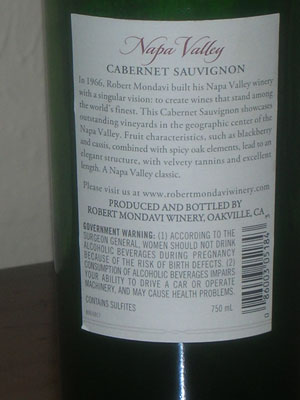 Napa Valley
CABERNET SAUVIGNON
In 1966, Robert Mondavi built his Napa Valley winery
with a singular vision: to create wines that stand among
the world's finest. This Cabernet Sauvignon showcases
outstanding vineyards in the geographic center of the
Napa Valley. Fruit characteristics, such as blackberry
and cassis, combined with spicy oak elements, lead to an
elegant structure, with velvety tannins and excellent
length. A Napa Valley classic.
Please visit us at www.robertmondaviwinery.com
PRODUCED AND BOTTLED BY
ROBERT MONDAVI WINERY, OAKVILLE, CA
GOVERNMENT WARNING: (1) ACCORDING TO THE
SURGEON GENERAL, WOMEN SHOULD NOT DRINK
ALCOHOLIC BEVERAGES DURING PREGNANCY
BECAUSE OF THE RISK OF BIRTH DEFECTS. (2)
CONSUMPTION OF ALCOHOLIC BEVERAGES IMPAIRS
YOUR ABILITY TO DRIVE A CAR OR OPERATE
MACHINERY, AND MAY CAUSE HEALTH PROBLEMS.
CONTAINS SULFITES
750 mL